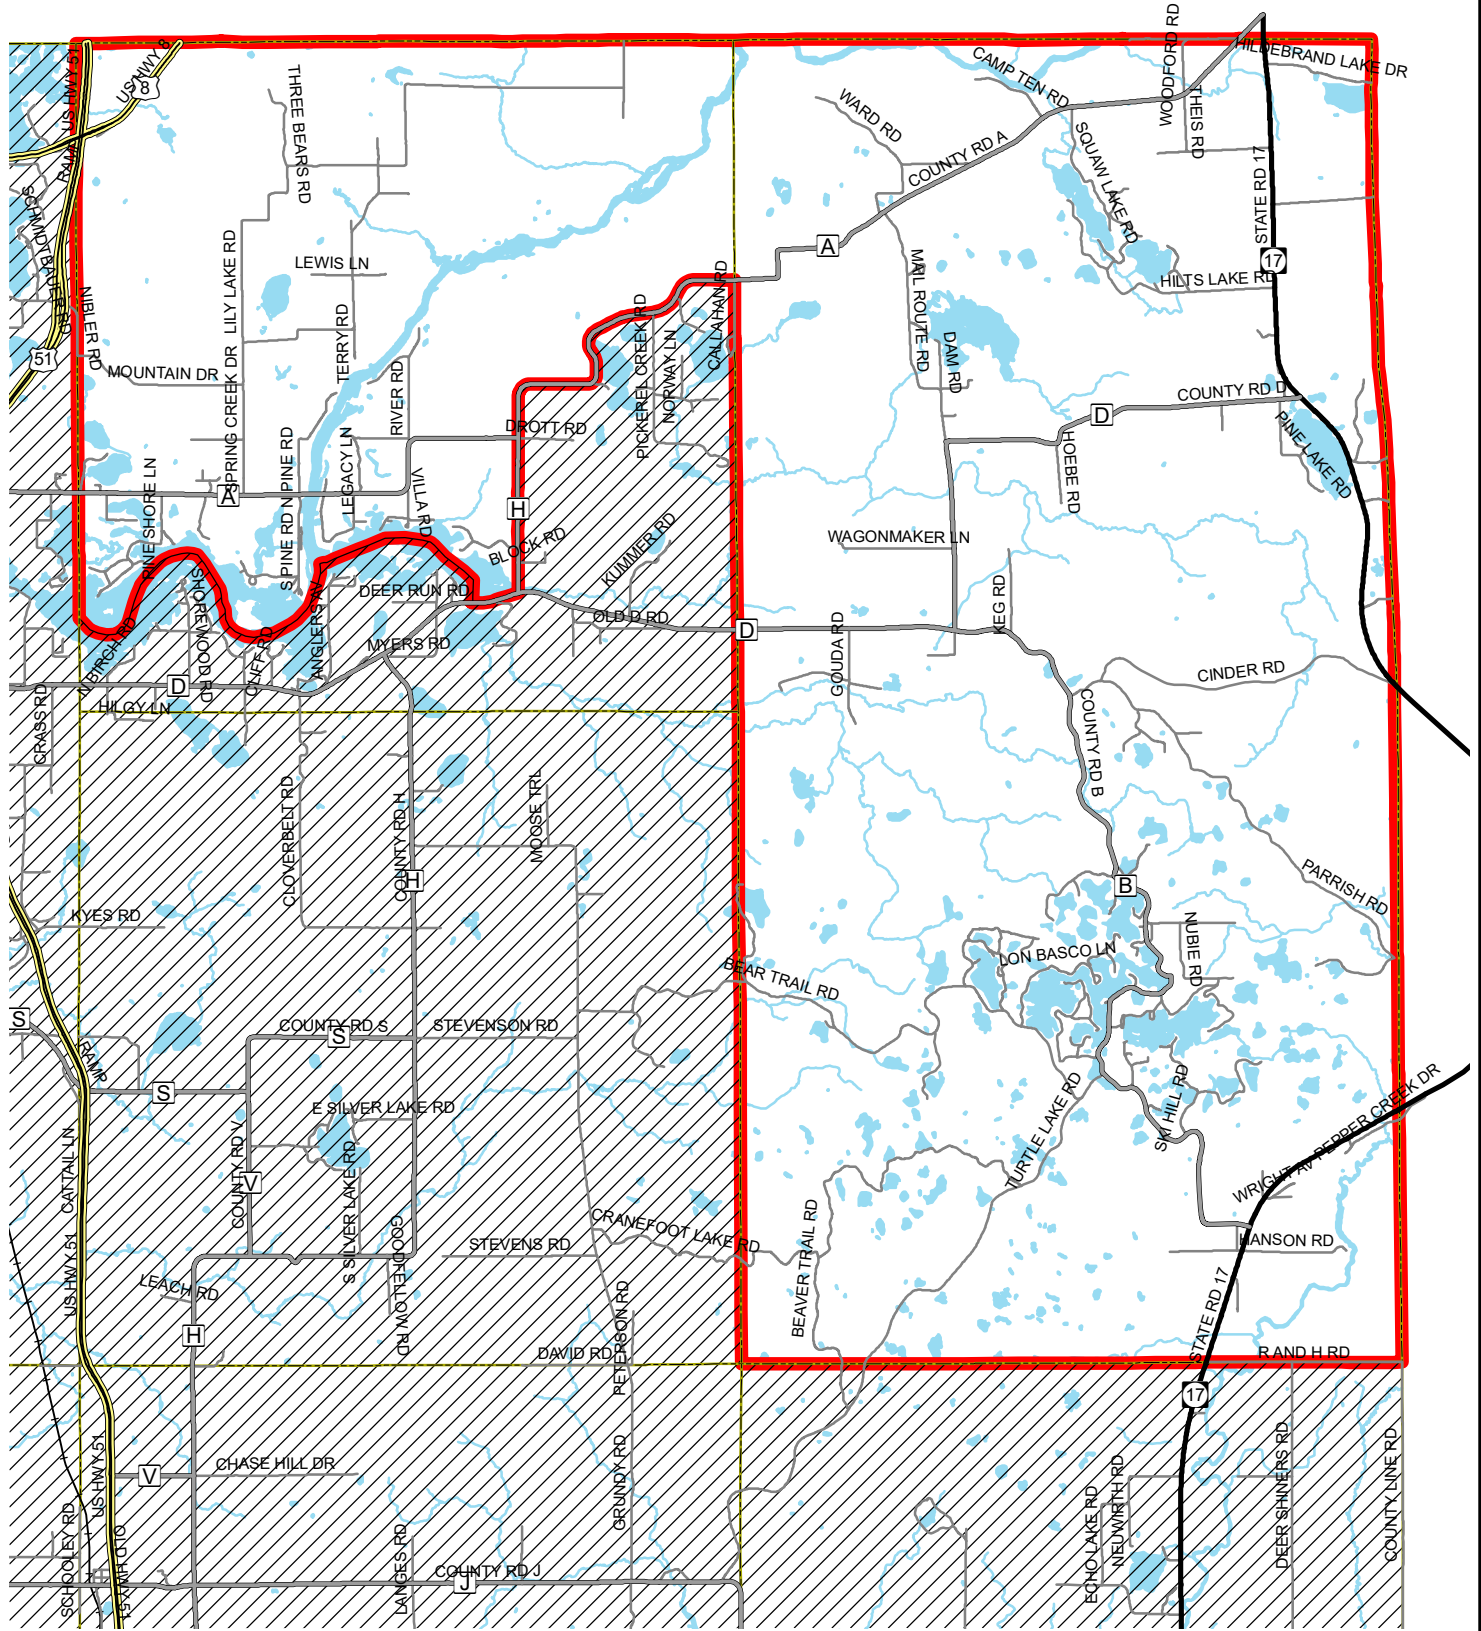 US HWY 51
RAMP
US HWY 8
8
THREE BEARS RD
WARD RD
CAMP TEN RD
WOODFORD RD
HILDEBRAND LAKE DR
THEIS RD
COUNTY RD A
SQUAW LAKE RD
STATE RD 17
17
HILTS LAKE RD
A
SCHMIDTBAUER RD
51
NIBLER RD
LEWIS LN
LILY LAKE RD
SPRING CREEK DR
TERRY RD
MOUNTAIN DR
RIVER RD
PICKEREL CREEK RD
NORWAY LN
CALLAHAN RD
MAIL ROUTE RD
DAM RD
COUNTY RD D
D
PINE LAKE RD
HOEBE RD
DROTT RD
A
N PINE RD
S PINE RD
LEGACY LN
VILLA RD
H
BLOCK RD
KUMMER RD
WAGONMAKER LN
KEG RD
PINE SHORE LN
SHOREWOOD RD
N BIRCH RD
CLIFF RD
ANGLERS AV
DEER RUN RD
MYERS RD
OLD D RD
D
GOUDA RD
CINDER RD
D
HILGY LN
CRASS RD
CLOVERBELT RD
COUNTY RD H
H
MOOSE TRL
COUNTY RD B
B
PARRISH RD
KYES RD
NUBIE RD
LON BASCO LN
BEAR TRAIL RD
S
RAMP
COUNTY RD S
S
STEVENSON RD
S
E SILVER LAKE RD
CATTAIL LN
COUNTY RD V
V
S SILVER LAKE RD
TURTLE LAKE RD
SKI HILL RD
WRIGHT AV
PEPPER CREEK DR
US HWY 51
GOODFELLOW RD
STEVENS RD
CRANEFOOT LAKE RD
BEAVER TRAIL RD
HANSON RD
LEACH RD
H
PETERSON RD
DAVID RD
STATE RD 17
R AND H RD
17
US HWY 51
V
CHASE HILL DR
GRUNDY RD
ECHO LAKE RD
NEUWIRTH RD
DEER SHINERS RD
COUNTY LINE RD
SCHOOLEY RD
OLD HWY 51
LANGES RD
COUNTY RD J
J